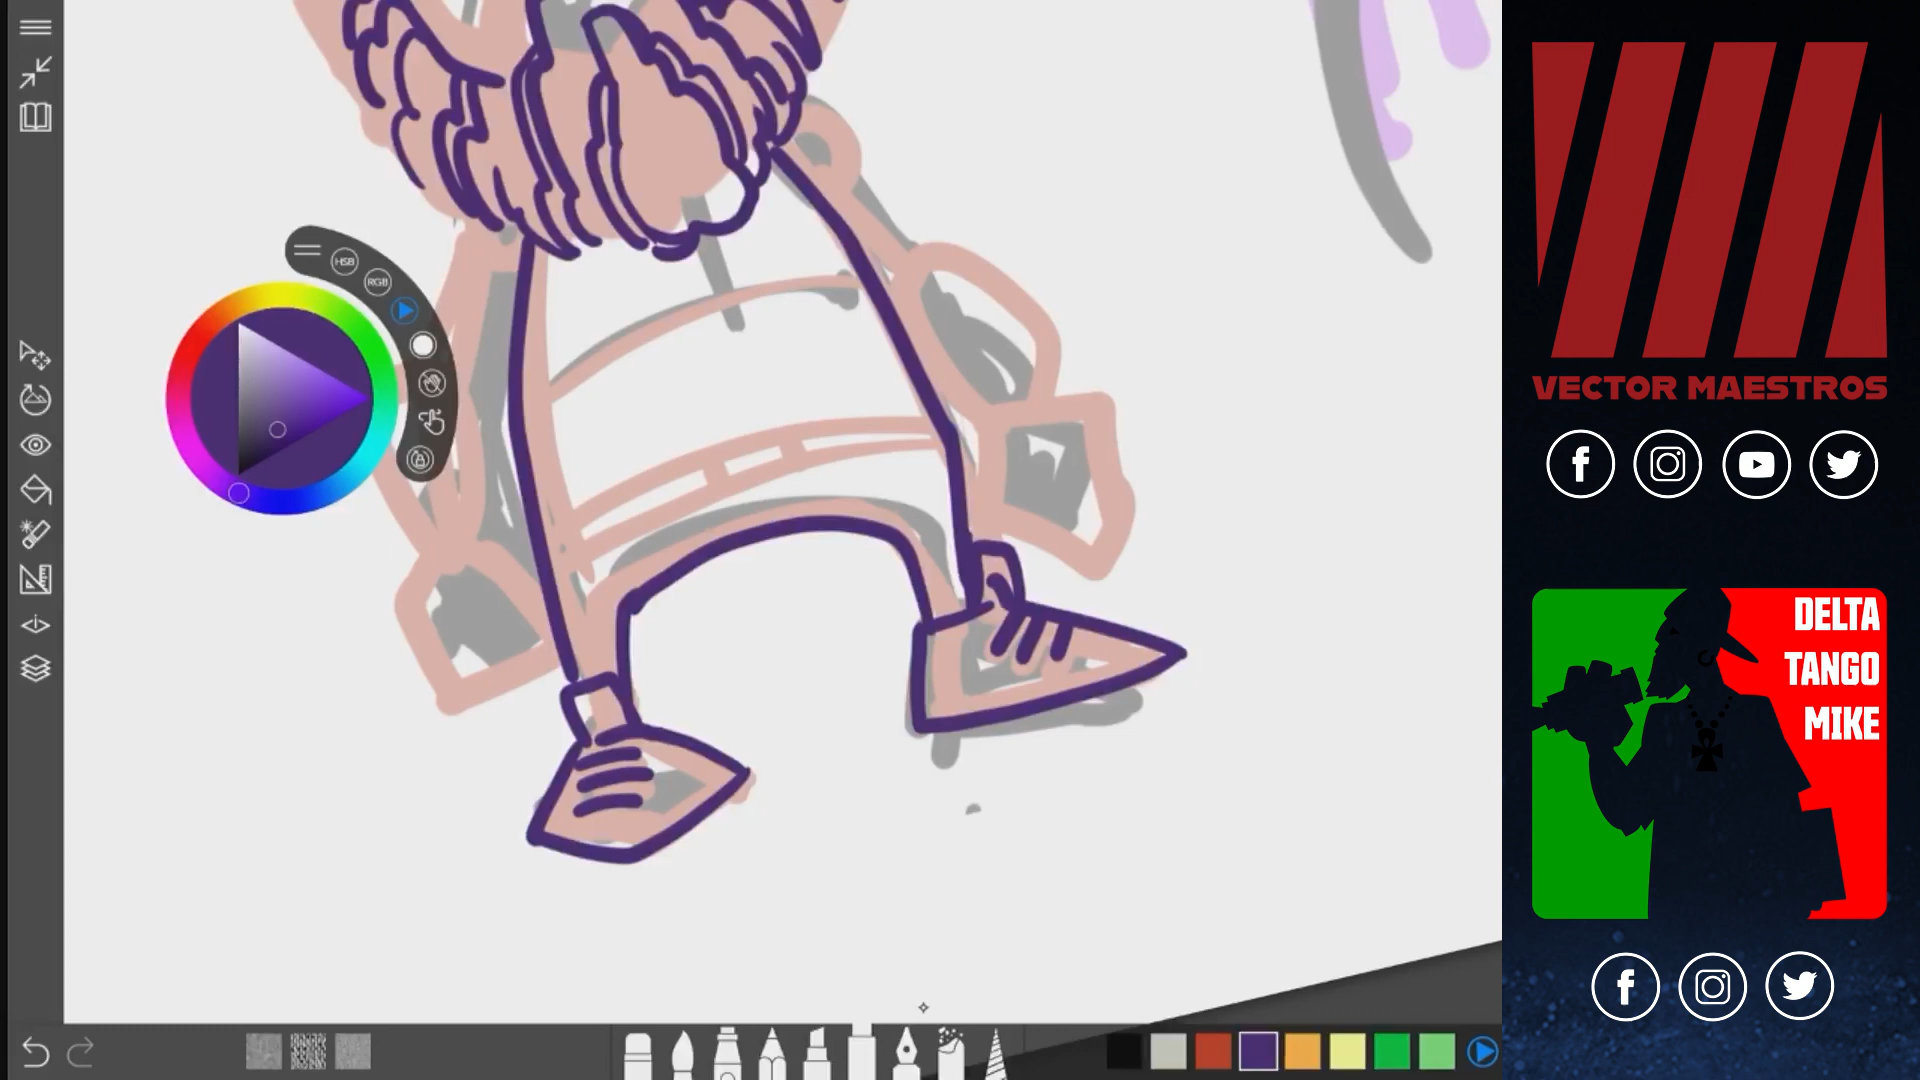 HSB
RGB
VECTOR MAESTROS
DELTA
TANGO
MIKE